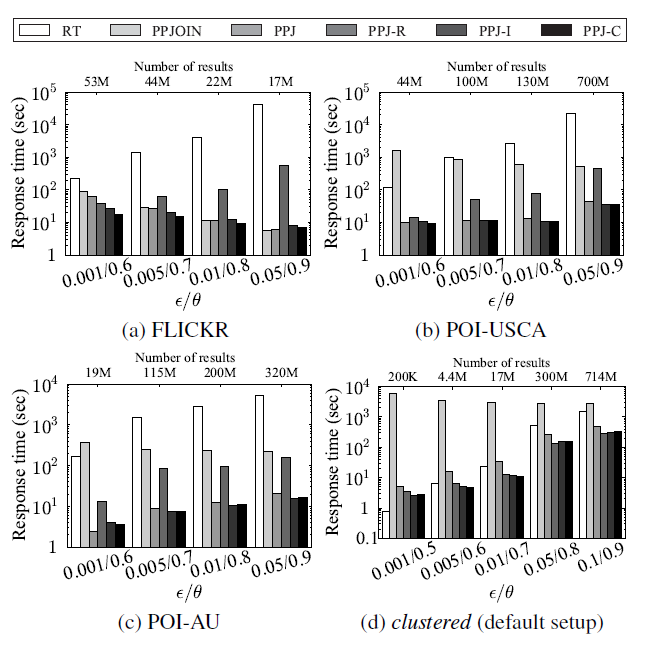 RT PPJOIN PPJ PPJ-R PPJ-I PPJ-C
Number of results
53M 44M 22M 17M
Response time (sec)
10^5
10^4
10^3
10^2
10^1
1
0.001/0.6 0.005/0.7 0.01/0.8 0.05/0.9
ϵ/θ
(a) FLICKR
Number of results
44M 100M 130M 700M
Response time (sec)
10^5
10^4
10^3
10^2
10^1
1
0.001/0.6 0.005/0.7 0.01/0.8 0.05/0.9
ϵ/θ
(b) POI-USCA
Number of results
19M 115M 200M 320M
Response time (sec)
10^4
10^3
10^2
10^1
1
0.001/0.6 0.005/0.7 0.01/0.8 0.05/0.9
ϵ/θ
(c) POI-AU
Number of results
200K 4.4M 17M 300M 714M
Response time (sec)
10^4
10^3
10^2
10^1
1
0.1
0.001/0.5 0.005/0.6 0.01/0.7 0.05/0.8 0.1/0.9
ϵ/θ
(d) clustered (default setup)